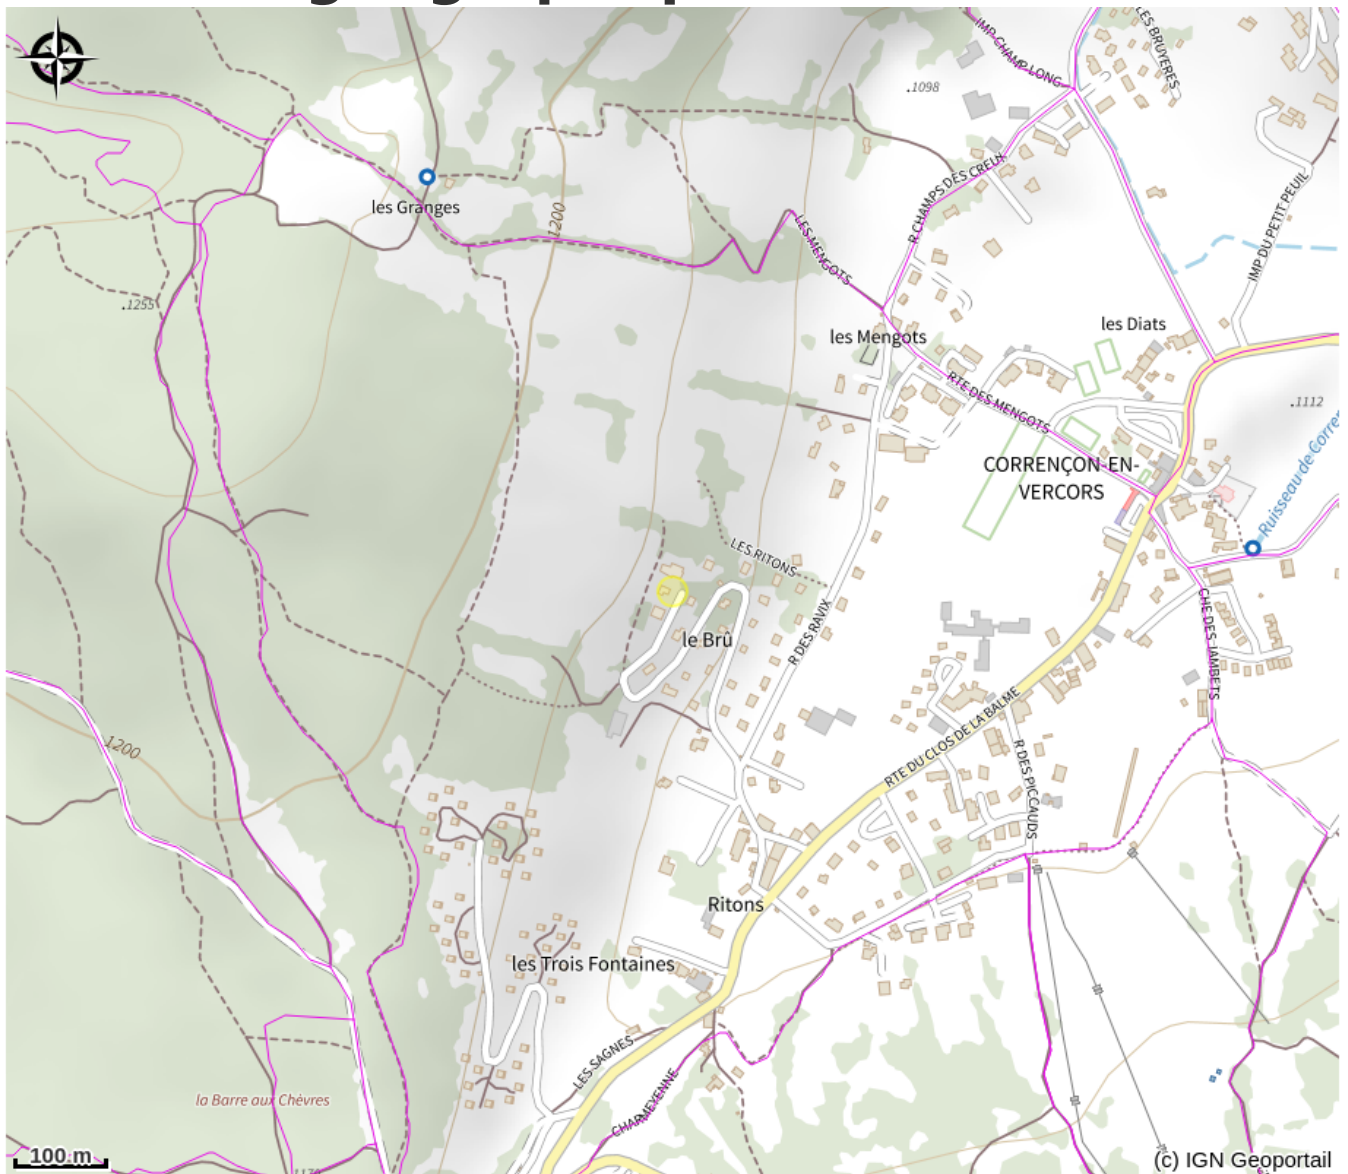 IMP CHAMP LONG
LES BRUYERES
.1098
les Granges
1200
R CHAMPS DES CREUX
LES MENGOTS
IMP DU PETIT PEUIL
.1255
les Mengots
les Diats
RTE DES MENGOTS
.1112
CORRENÇON-EN-
VERCORS
Ruisseau de Corren
LES RITONS
R DES RAVIX
le Brû
CHE DES JAMBETS
1200
RTE DU CLOS DE LA BALME
R DES PICCAUDS
Ritons
les Trois Fontaines
LES SAGNES
CHARMEYENNE
la Barre aux Chèvres
100 m
(c) IGN Geoportail